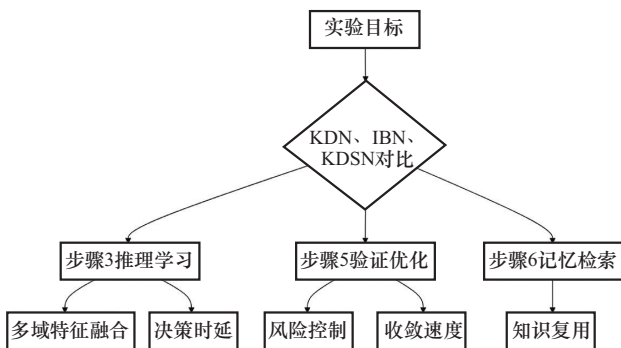 实验目标
KDN、IBN、
KDSN对比
步骤3推理学习
步骤5验证优化
步骤6记忆检索
多域特征融合
决策时延
风险控制
收敛速度
知识复用